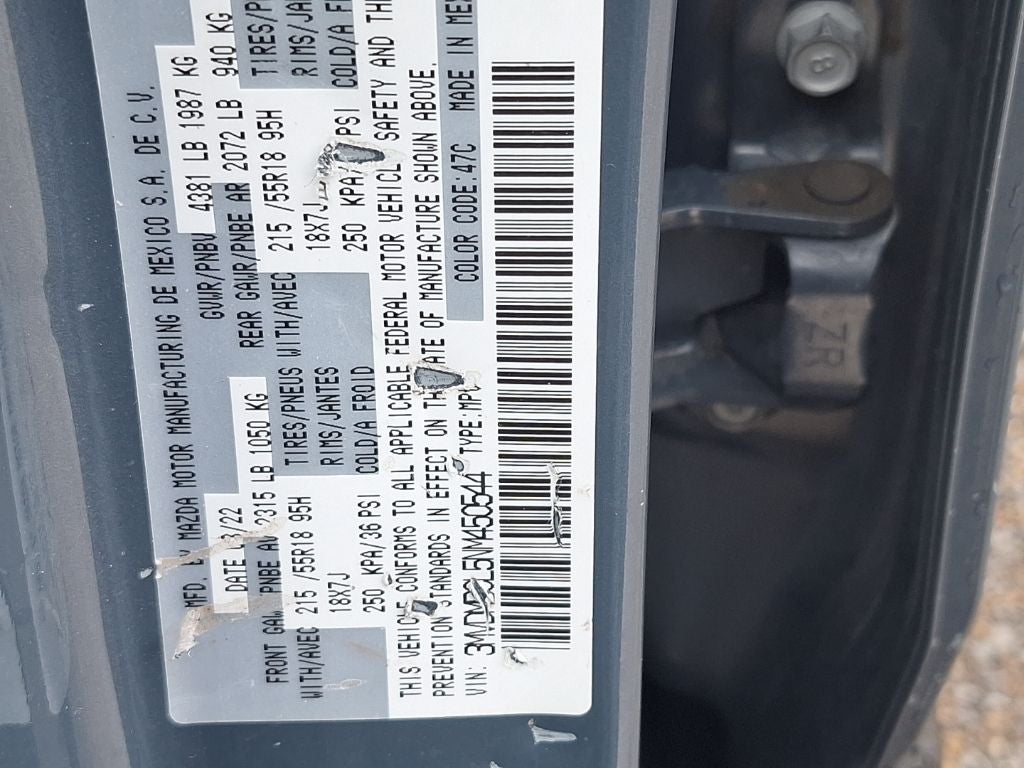 MFD. BY MAZDA MOTOR MANUFACTURING DE MEXICO S.A. DE C.V.
DATE /22 GVWR/PNBV 4381 LB 1987 KG
FRONT GAWR/PNBE AV 2315 LB 1050 KG REAR GAWR/PNBE AR 2072 LB 940 KG
WITH/AVEC 215 /55R18 95H TIRES/PNEUS WITH/AVEC 215 /55R18 95H TIRES/
18X7J RIMS/JANTES 18X7J RIMS/
250 KPA/36 PSI COLD/A FROID 250 KPA/ PSI COLD/A
THIS VEHICLE CONFORMS TO ALL APPLICABLE FEDERAL MOTOR VEHICLE SAFETY AND
PREVENTION STANDARDS IN EFFECT ON THE DATE OF MANUFACTURE SHOWN ABOVE.
VIN: TYPE:MPV COLOR CODE:47C MADE IN
8
ZR